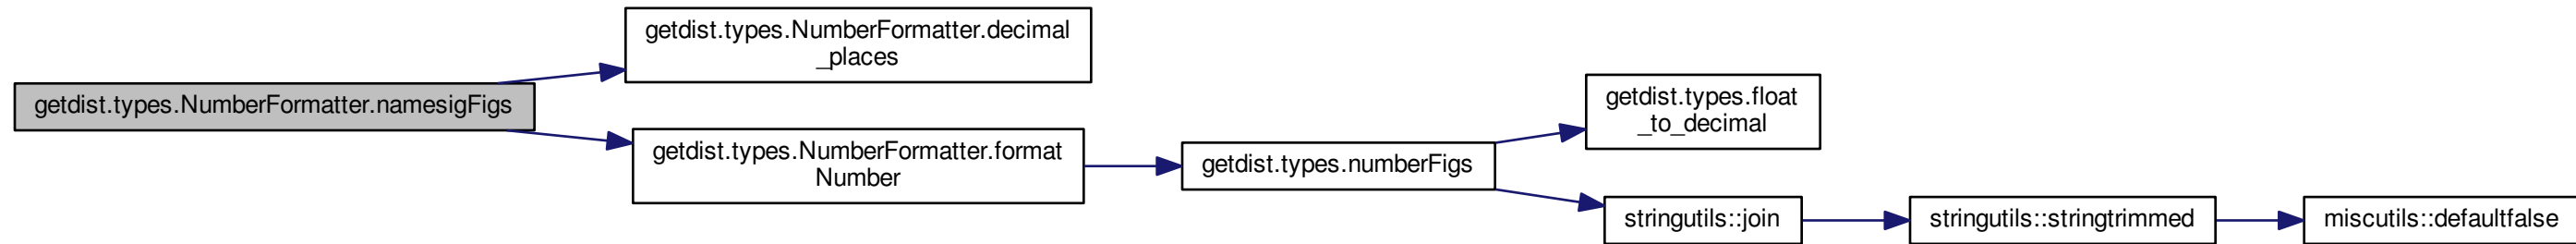 getdist.types.NumberFormatter.namesigFigs
getdist.types.NumberFormatter.decimal
_places
getdist.types.NumberFormatter.format
Number
getdist.types.numberFigs
getdist.types.float
_to_decimal
stringutils::join
stringutils::stringtrimmed
miscutils::defaultfalse